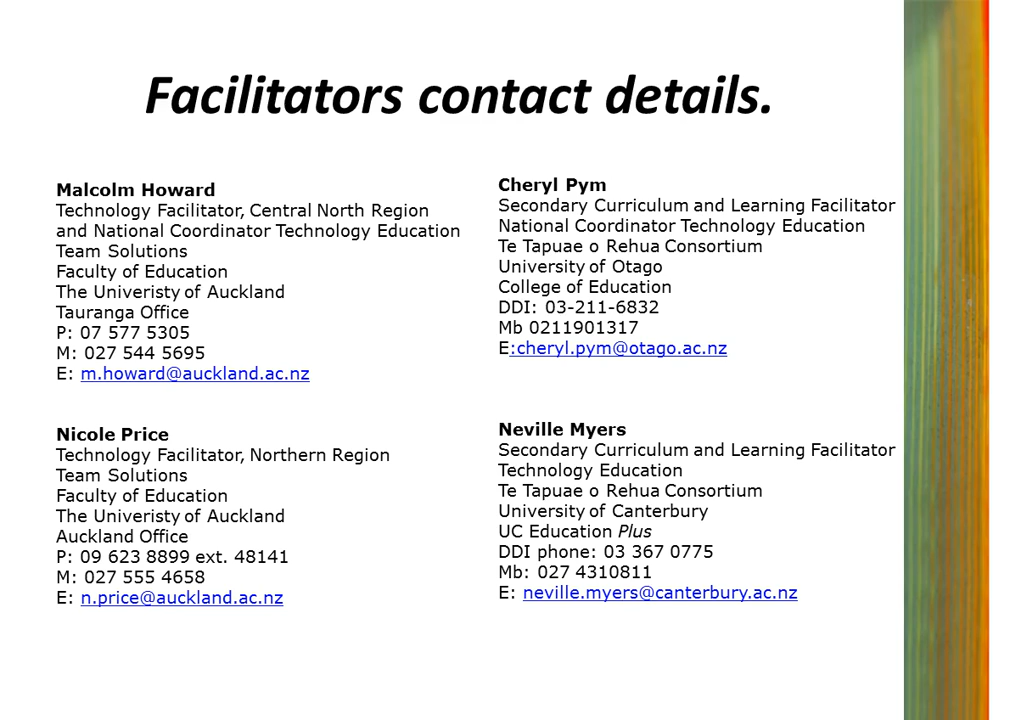 Facilitators contact details.
Malcolm Howard
Technology Facilitator, Central North Region
and National Coordinator Technology Education
Team Solutions
Faculty of Education
The Univeristy of Auckland
Tauranga Office
P: 07 577 5305
M: 027 544 5695
E: m.howard@auckland.ac.nz
Nicole Price
Technology Facilitator, Northern Region
Team Solutions
Faculty of Education
The Univeristy of Auckland
Auckland Office
P: 09 623 8899 ext. 48141
M: 027 555 4658
E: n.price@auckland.ac.nz
Cheryl Pym
Secondary Curriculum and Learning Facilitator
National Coordinator Technology Education
Te Tapuae o Rehua Consortium
University of Otago
College of Education
DDI: 03-211-6832
Mb 0211901317
E:cheryl.pym@otago.ac.nz
Neville Myers
Secondary Curriculum and Learning Facilitator
Technology Education
Te Tapuae o Rehua Consortium
University of Canterbury
UC Education Plus
DDI phone: 03 367 0775
Mb: 027 4310811
E: neville.myers@canterbury.ac.nz